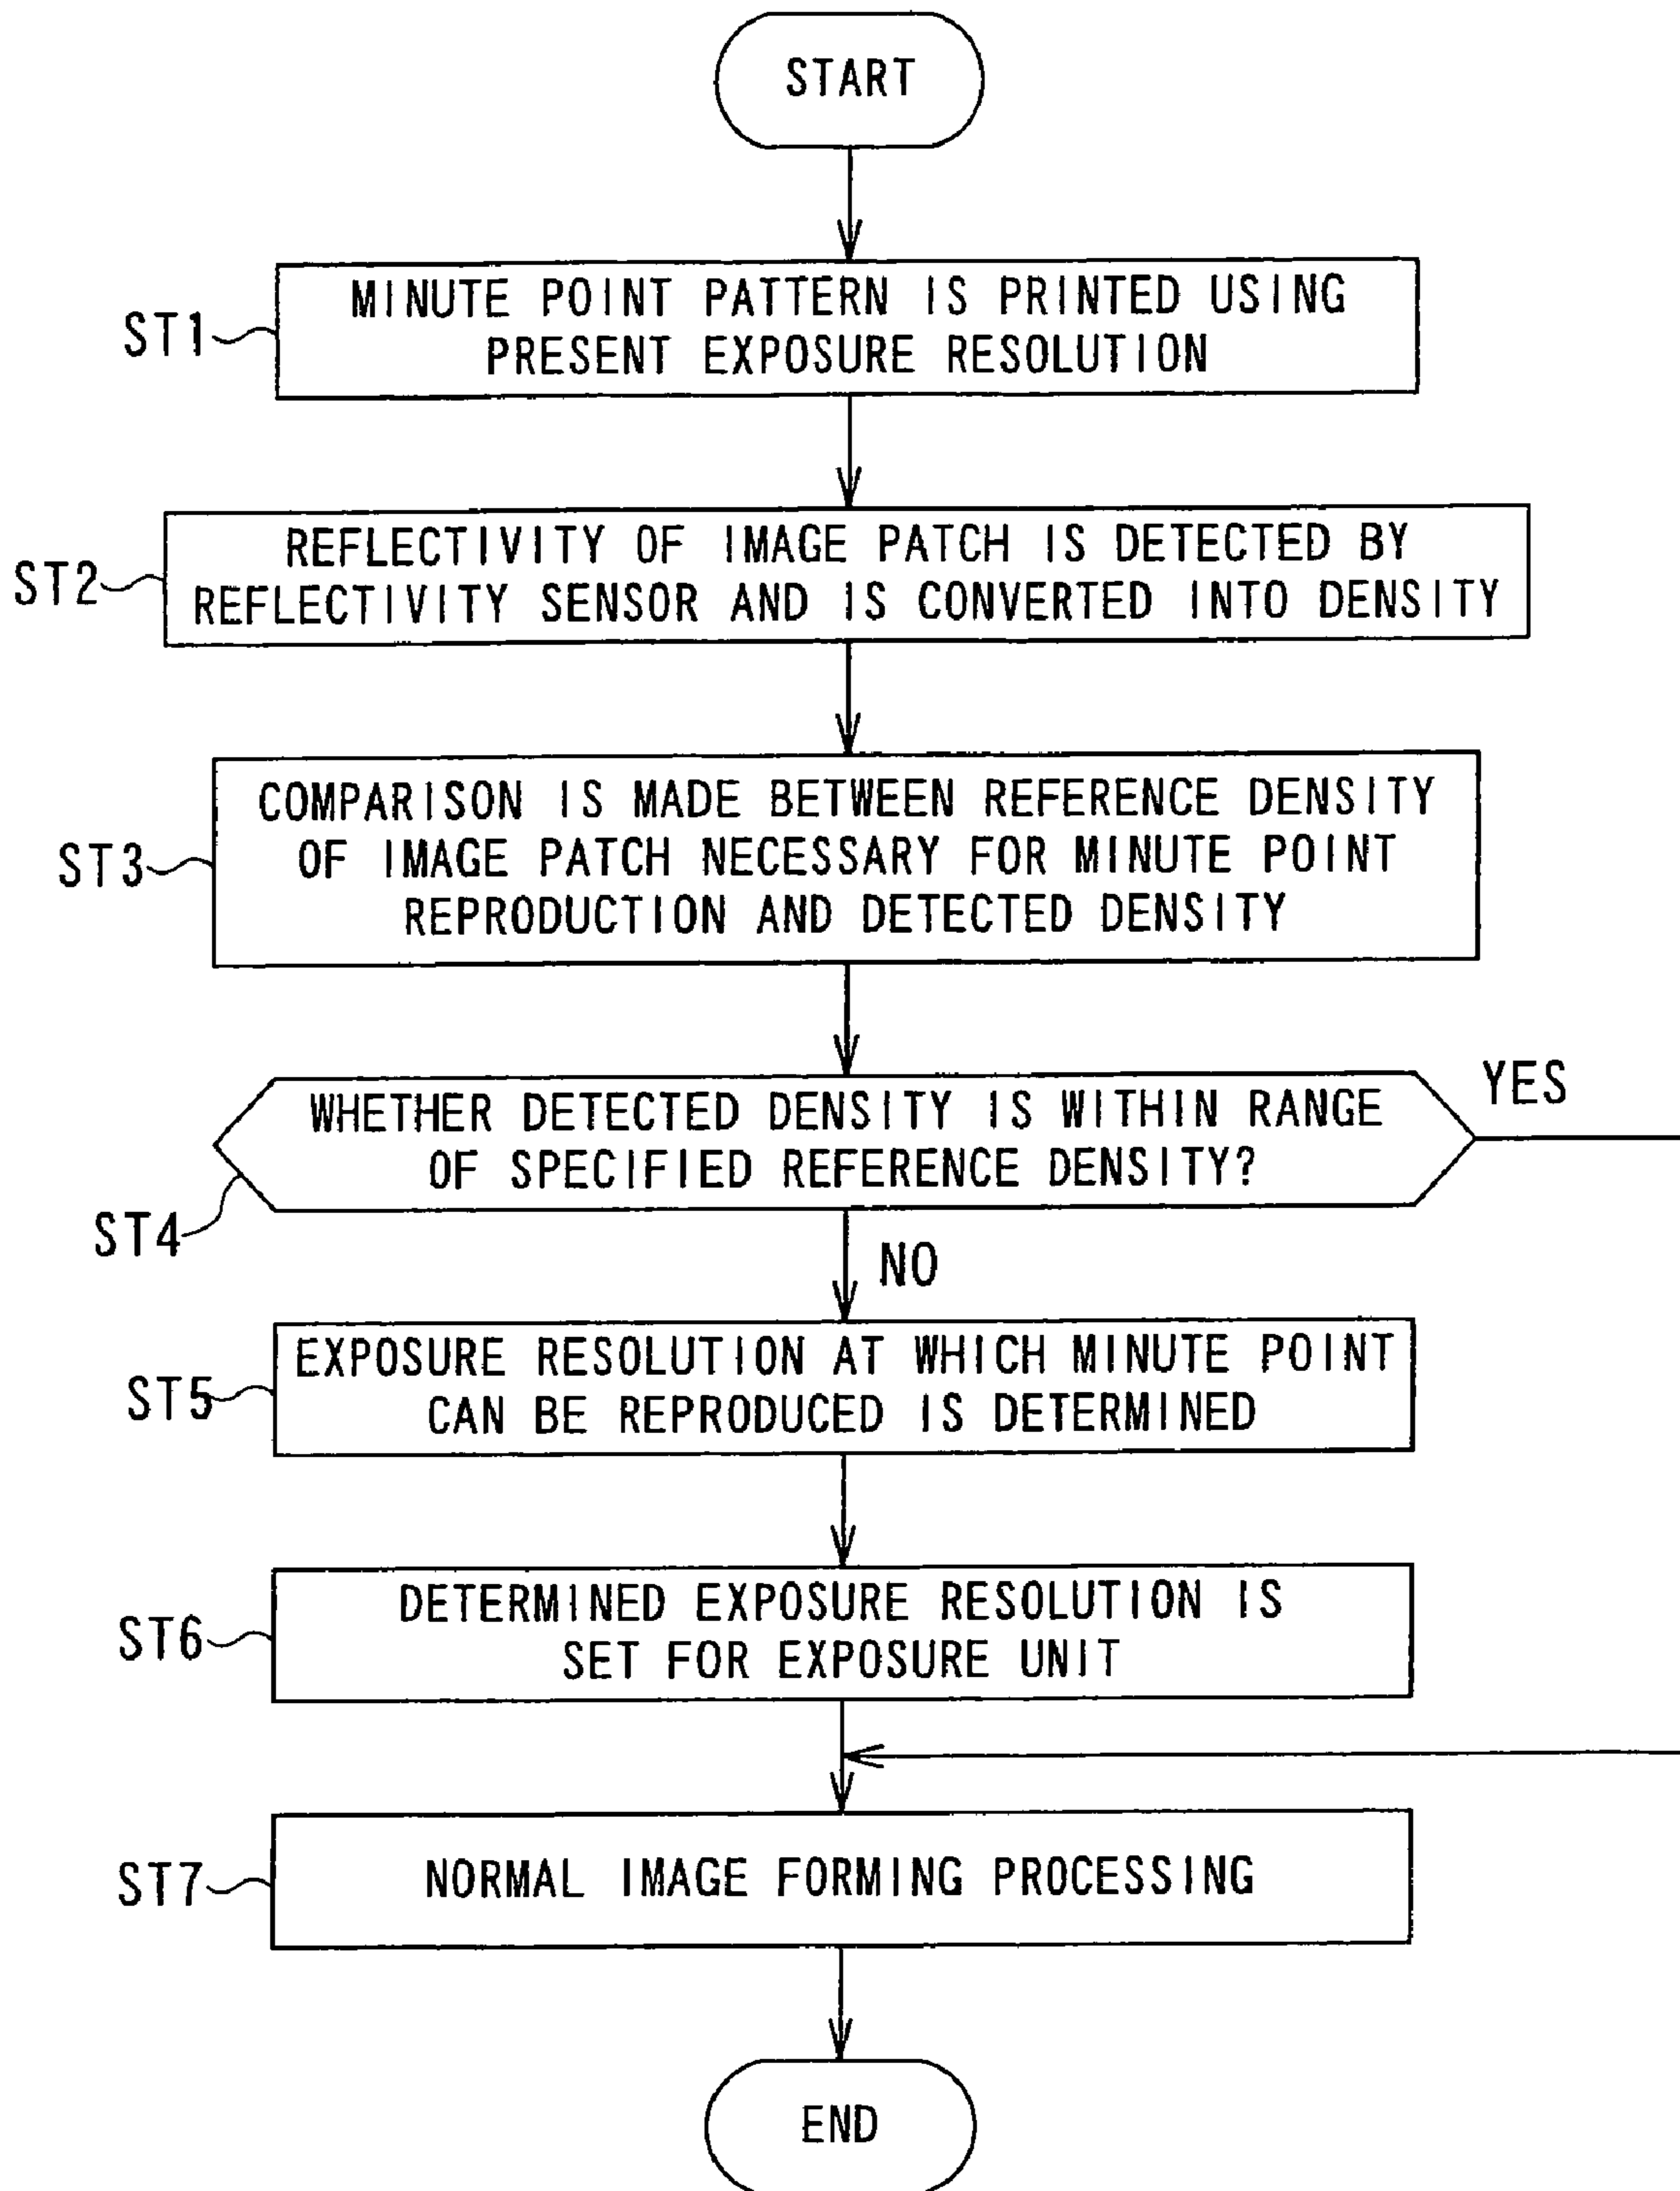 START
ST1
MINUTE POINT PATTERN IS PRINTED USING
PRESENT EXPOSURE RESOLUTION
ST2
REFLECTIVITY OF IMAGE PATCH IS DETECTED BY
REFLECTIVITY SENSOR AND IS CONVERTED INTO DENSITY
ST3
COMPARISON IS MADE BETWEEN REFERENCE DENSITY
OF IMAGE PATCH NECESSARY FOR MINUTE POINT
REPRODUCTION AND DETECTED DENSITY
ST4
WHETHER DETECTED DENSITY IS WITHIN RANGE
OF SPECIFIED REFERENCE DENSITY?
YES
NO
ST5
EXPOSURE RESOLUTION AT WHICH MINUTE POINT
CAN BE REPRODUCED IS DETERMINED
ST6
DETERMINED EXPOSURE RESOLUTION IS
SET FOR EXPOSURE UNIT
ST7
NORMAL IMAGE FORMING PROCESSING
END